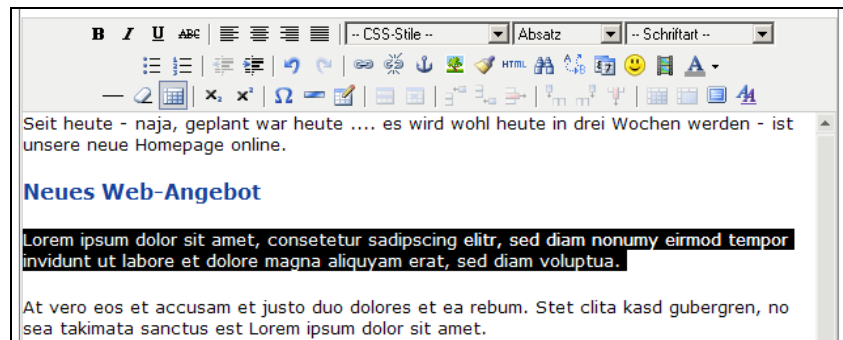 B I U ABC -- CSS-Stile -- Absatz -- Schriftart --
HTML A
x₂ x² Ω
Seit heute - naja, geplant war heute .... es wird wohl heute in drei Wochen werden - ist
unsere neue Homepage online.
Neues Web-Angebot
Lorem ipsum dolor sit amet, consetetur sadipscing elitr, sed diam nonumy eirmod tempor
invidunt ut labore et dolore magna aliquyam erat, sed diam voluptua.
At vero eos et accusam et justo duo dolores et ea rebum. Stet clita kasd gubergren, no
sea takimata sanctus est Lorem ipsum dolor sit amet.